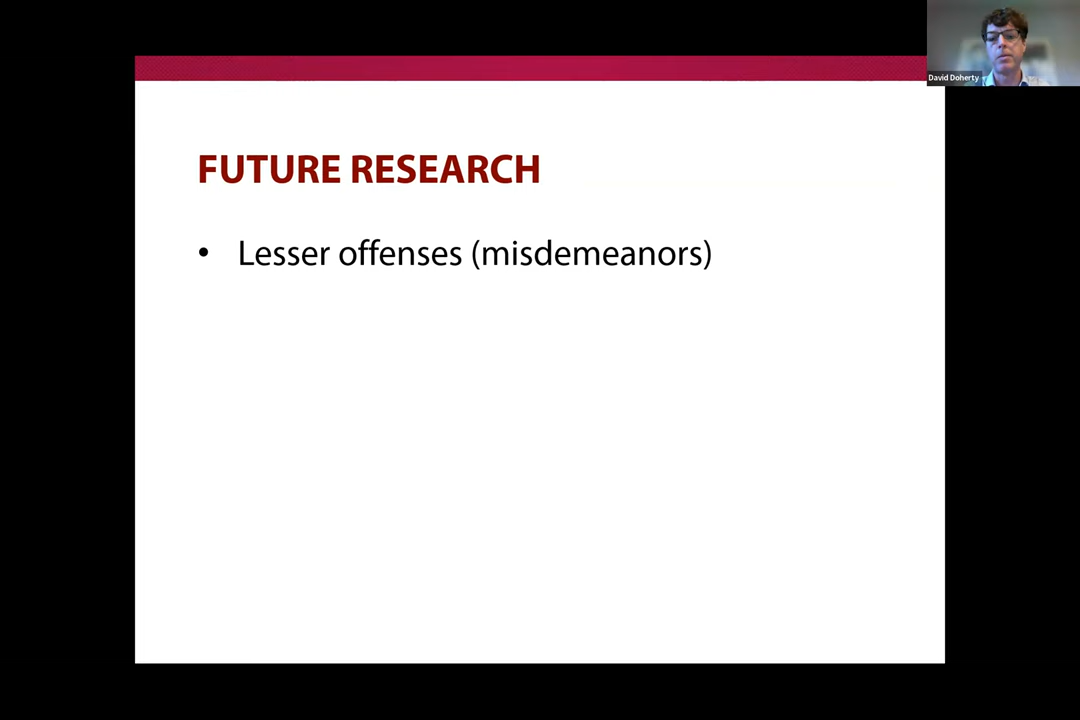 David Doherty
FUTURE RESEARCH
• Lesser offenses (misdemeanors)